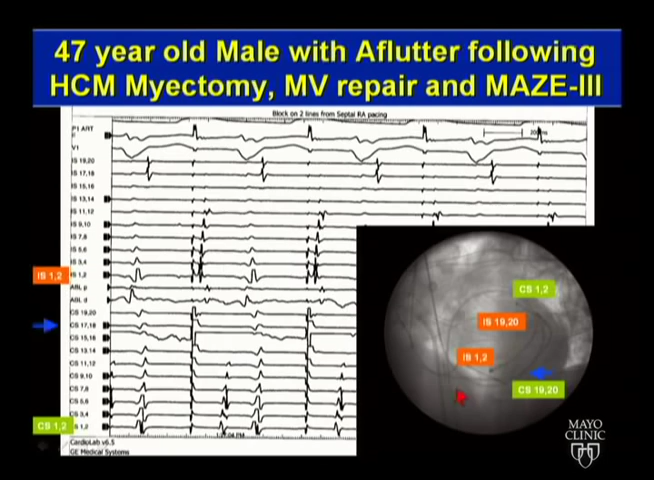 47 year old Male with Aflutter following
HCM Myectomy, MV repair and MAZE-III
Block on 2 lines from Septal RA pacing
P1 ART
V1
IS 19,20
IS 17,18
IS 15,16
IS 13,14
IS 11,12
IS 9,10
IS 7,8
IS 5,6
IS 3,4
IS 1,2
IS 1,2
ABL p
ABL d
CS 19,20
CS 17,18
CS 15,16
CS 13,14
CS 11,12
CS 9,10
CS 7,8
CS 5,6
CS 3,4
CS 1,2
CS 1,2
CardioLab v6.5
GE Medical Systems
CS 1,2
IS 19,20
IS 1,2
CS 19,20
MAYO
CLINIC